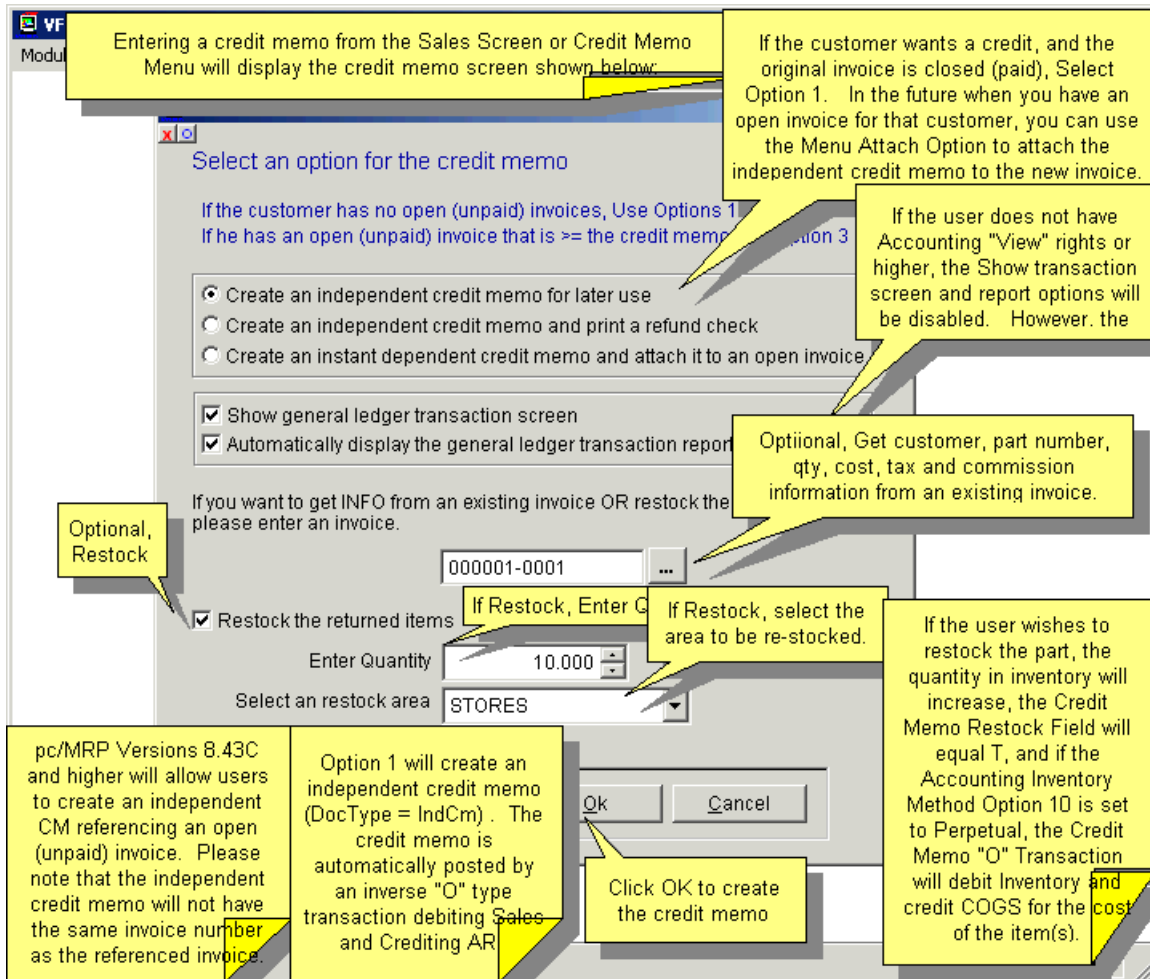 VF
Modul
Entering a credit memo from the Sales Screen or Credit Memo
Menu will display the credit memo screen shown below:
If the customer wants a credit, and the
original invoice is closed (paid), Select
Option 1. In the future when you have an
open invoice for that customer, you can use
the Menu Attach Option to attach the
independent credit memo to the new invoice.
Select an option for the credit memo
If the customer has no open (unpaid) invoices, Use Options 1
If he has an open (unpaid) invoice that is >= the credit memo ption 3
If the user does not have
Accounting "View" rights or
higher, the Show transaction
screen and report options will
be disabled. However, the
Create an independent credit memo for later use
Create an independent credit memo and print a refund check
Create an instant dependent credit memo and attach it to an open invoice
Show general ledger transaction screen
Automatically display the general ledger transaction report
Optiional, Get customer, part number,
qty, cost, tax and commission
information from an existing invoice.
If you want to get INFO from an existing invoice OR restock the
please enter an invoice.
Optional,
Restock
000001-0001
...
Restock the returned items
If Restock, Enter Q
If Restock, select the
area to be re-stocked.
Enter Quantity
10.000
Select an restock area
STORES
If the user wishes to
restock the part, the
quantity in inventory will
increase, the Credit
Memo Restock Field will
equal T, and if the
Accounting Inventory
Method Option 10 is set
to Perpetual, the Credit
Memo "O" Transaction
will debit Inventory and
credit COGS for the cost
of the item(s).
pc/MRP Versions 8.43C
and higher will allow users
to create an independent
CM referencing an open
(unpaid) invoice. Please
note that the independent
credit memo will not have
the same invoice number
as the referenced invoice.
Option 1 will create an
independent credit memo
(DocType = IndCm) . The
credit memo is
automatically posted by
an inverse "O" type
transaction debiting Sales
and Crediting AR
Ok
Cancel
Click OK to create
the credit memo